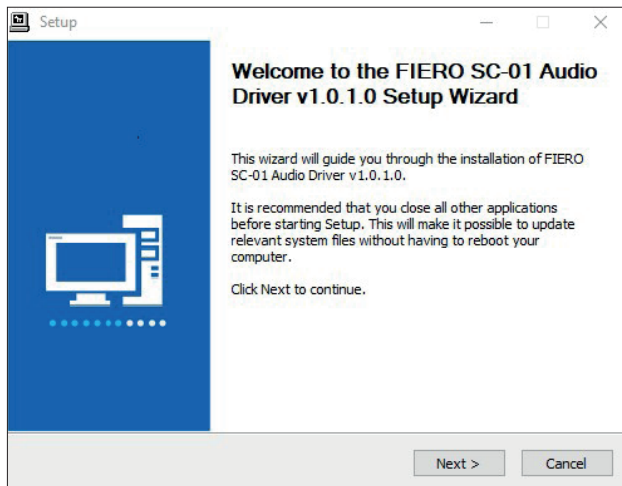 Setup
Welcome to the FIERO SC-01 Audio
Driver v1.0.1.0 Setup Wizard
This wizard will guide you through the installation of FIERO
SC-01 Audio Driver v1.0.1.0.
It is recommended that you close all other applications
before starting Setup. This will make it possible to update
relevant system files without having to reboot your
computer.
Click Next to continue.
Next >
Cancel